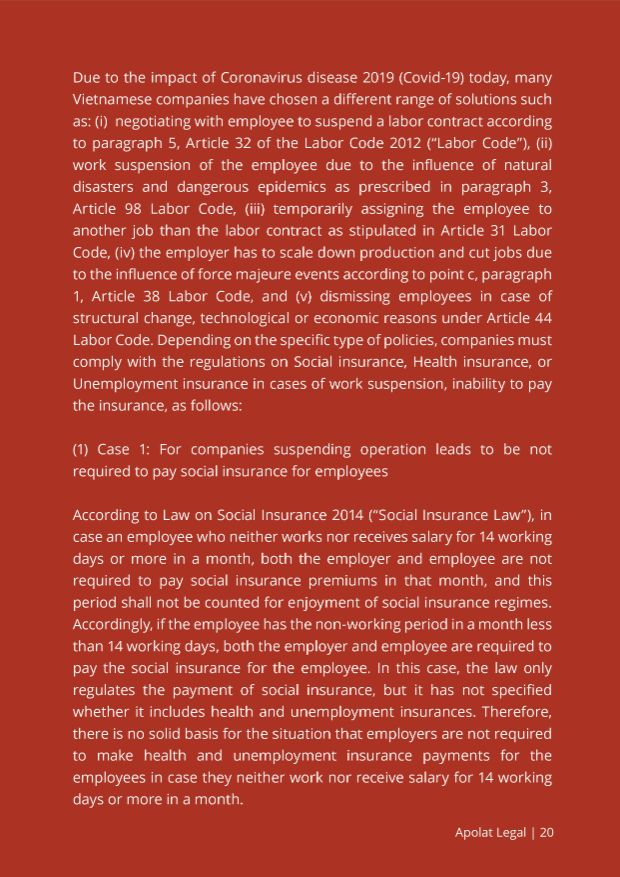 Due to the impact of Coronavirus disease 2019 (Covid-19) today, many
Vietnamese companies have chosen a different range of solutions such
as: (i) negotiating with employee to suspend a labor contract according
to paragraph 5, Article 32 of the Labor Code 2012 (“Labor Code”), (ii)
work suspension of the employee due to the influence of natural
disasters and dangerous epidemics as prescribed in paragraph 3,
Article 98 Labor Code, (iii) temporarily assigning the employee to
another job than the labor contract as stipulated in Article 31 Labor
Code, (iv) the employer has to scale down production and cut jobs due
to the influence of force majeure events according to point c, paragraph
1, Article 38 Labor Code, and (v) dismissing employees in case of
structural change, technological or economic reasons under Article 44
Labor Code. Depending on the specific type of policies, companies must
comply with the regulations on Social insurance, Health insurance, or
Unemployment insurance in cases of work suspension, inability to pay
the insurance, as follows:
(1) Case 1: For companies suspending operation leads to be not
required to pay social insurance for employees
According to Law on Social Insurance 2014 (“Social Insurance Law”), in
case an employee who neither works nor receives salary for 14 working
days or more in a month, both the employer and employee are not
required to pay social insurance premiums in that month, and this
period shall not be counted for enjoyment of social insurance regimes.
Accordingly, if the employee has the non-working period in a month less
than 14 working days, both the employer and employee are required to
pay the social insurance for the employee. In this case, the law only
regulates the payment of social insurance, but it has not specified
whether it includes health and unemployment insurances. Therefore,
there is no solid basis for the situation that employers are not required
to make health and unemployment insurance payments for the
employees in case they neither work nor receive salary for 14 working
days or more in a month.
Apolat Legal | 20